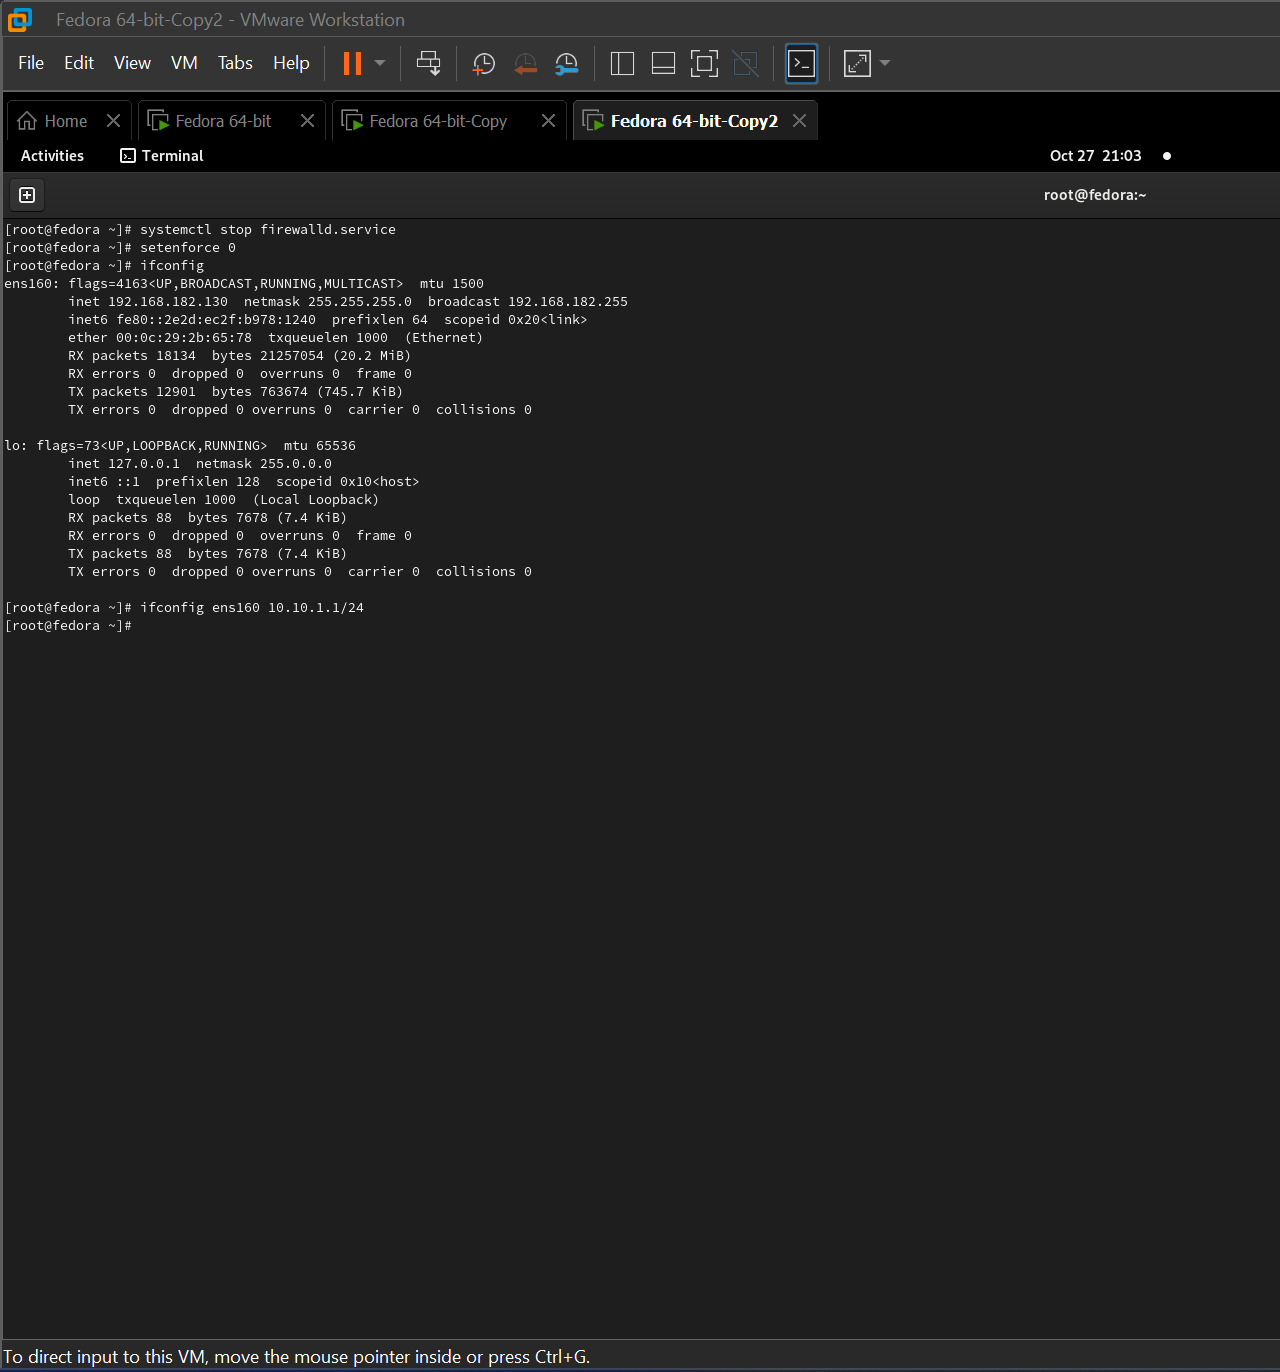 Fedora 64-bit-Copy2 - VMware Workstation
File Edit View VM Tabs Help
Home Fedora 64-bit Fedora 64-bit-Copy Fedora 64-bit-Copy2
Activities Terminal Oct 27 21:03
root@fedora:~
[root@fedora ~]# systemctl stop firewalld.service
[root@fedora ~]# setenforce 0
[root@fedora ~]# ifconfig
ens160: flags=4163<UP,BROADCAST,RUNNING,MULTICAST>  mtu 1500
        inet 192.168.182.130  netmask 255.255.255.0  broadcast 192.168.182.255
        inet6 fe80::2e2d:ec2f:b978:1240  prefixlen 64  scopeid 0x20<link>
        ether 00:0c:29:2b:65:78  txqueuelen 1000  (Ethernet)
        RX packets 18134  bytes 21257054 (20.2 MiB)
        RX errors 0  dropped 0  overruns 0  frame 0
        TX packets 12901  bytes 763674 (745.7 KiB)
        TX errors 0  dropped 0 overruns 0  carrier 0  collisions 0
lo: flags=73<UP,LOOPBACK,RUNNING>  mtu 65536
        inet 127.0.0.1  netmask 255.0.0.0
        inet6 ::1  prefixlen 128  scopeid 0x10<host>
        loop  txqueuelen 1000  (Local Loopback)
        RX packets 88  bytes 7678 (7.4 KiB)
        RX errors 0  dropped 0  overruns 0  frame 0
        TX packets 88  bytes 7678 (7.4 KiB)
        TX errors 0  dropped 0 overruns 0  carrier 0  collisions 0
[root@fedora ~]# ifconfig ens160 10.10.1.1/24
[root@fedora ~]#
To direct input to this VM, move the mouse pointer inside or press Ctrl+G.